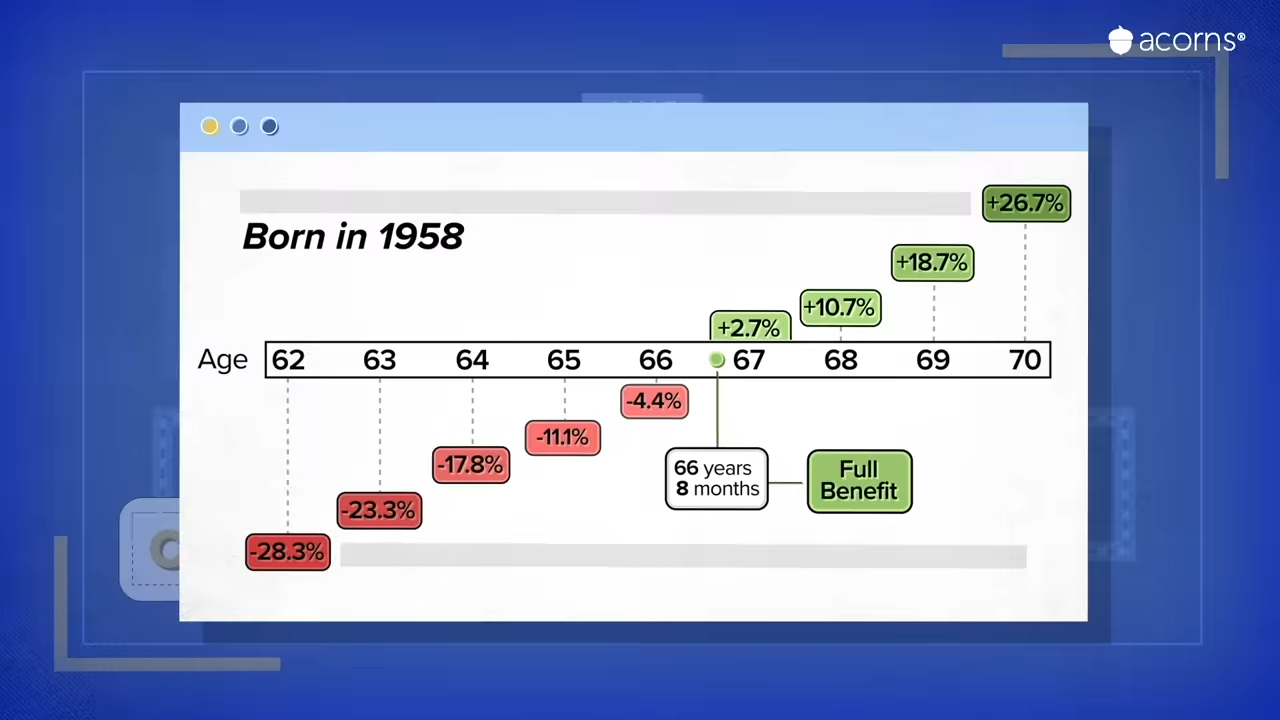 acorns®
+26.7%
Born in 1958
+18.7%
+10.7%
+2.7%
Age 62 63 64 65 66 67 68 69 70
-4.4%
-11.1%
-17.8%
66 years
8 months
Full
Benefit
-23.3%
-28.3%